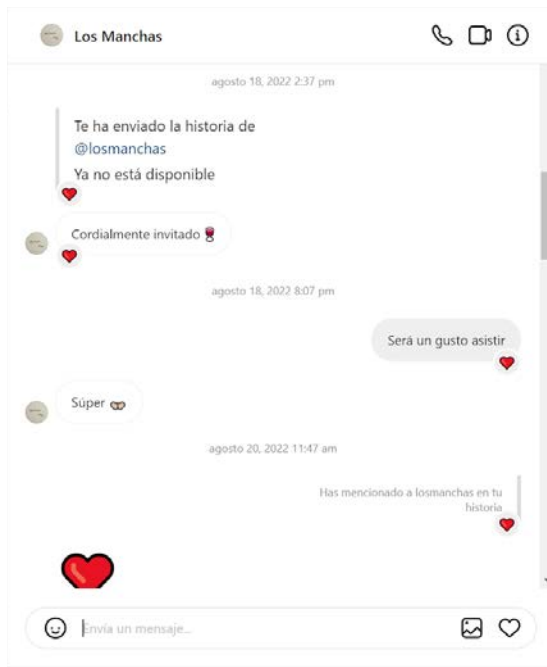 Los Manchas
agosto 18, 2022 2:37 pm
Te ha enviado la historia de
@losmanchas
Ya no está disponible
Cordialmente invitado
agosto 18, 2022 8:07 pm
Será un gusto asistir
Súper
agosto 20, 2022 11:47 am
Has mencionado a losmanchas en tu
historia
Envía un mensaje...